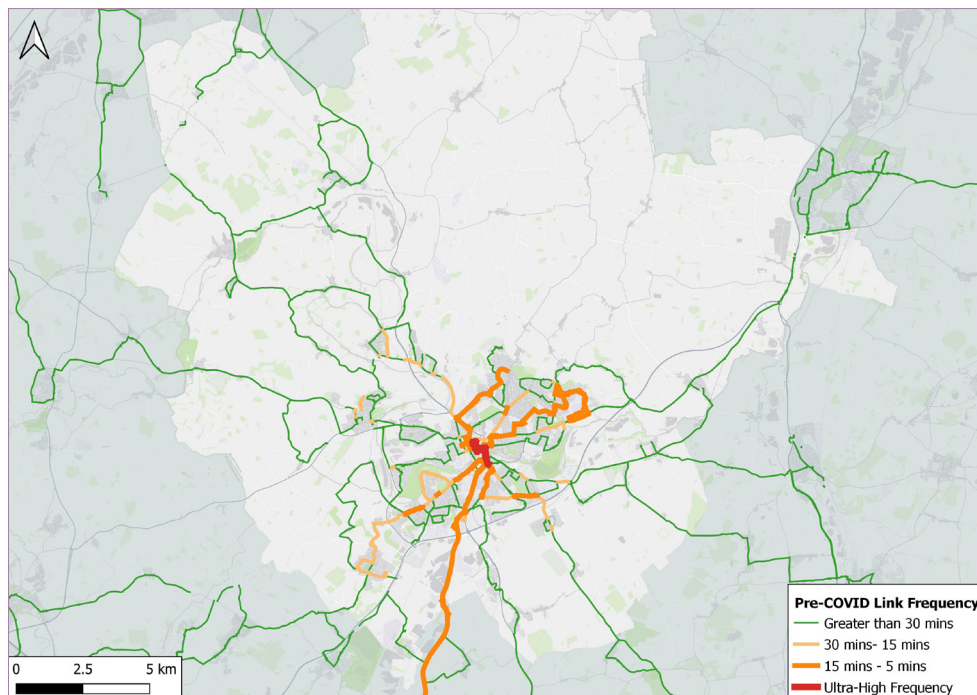 Pre-COVID Link Frequency
Greater than 30 mins
30 mins- 15 mins
15 mins - 5 mins
Ultra-High Frequency
0 2.5 5 km